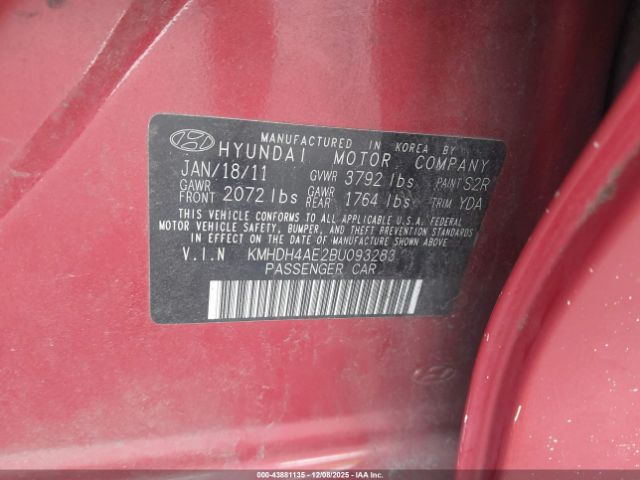 MANUFACTURED IN KOREA BY
HYUNDAI MOTOR COMPANY
JAN/18/11 GVWR 3792 lbs PAINT S2R
GAWR FRONT 2072 lbs GAWR REAR 1764 lbs TRIM YDA
THIS VEHICLE CONFORMS TO ALL APPLICABLE U.S.A. FEDERAL
MOTOR VEHICLE SAFETY, BUMPER, AND THEFT PREVENTION STANDARDS
IN EFFECT ON THE DATE OF MANUFACTURE SHOWN ABOVE.
V.I.N KMHDH4AE2BU093283
PASSENGER CAR
000-43881135 - 12/08/2025 - IAA, Inc.